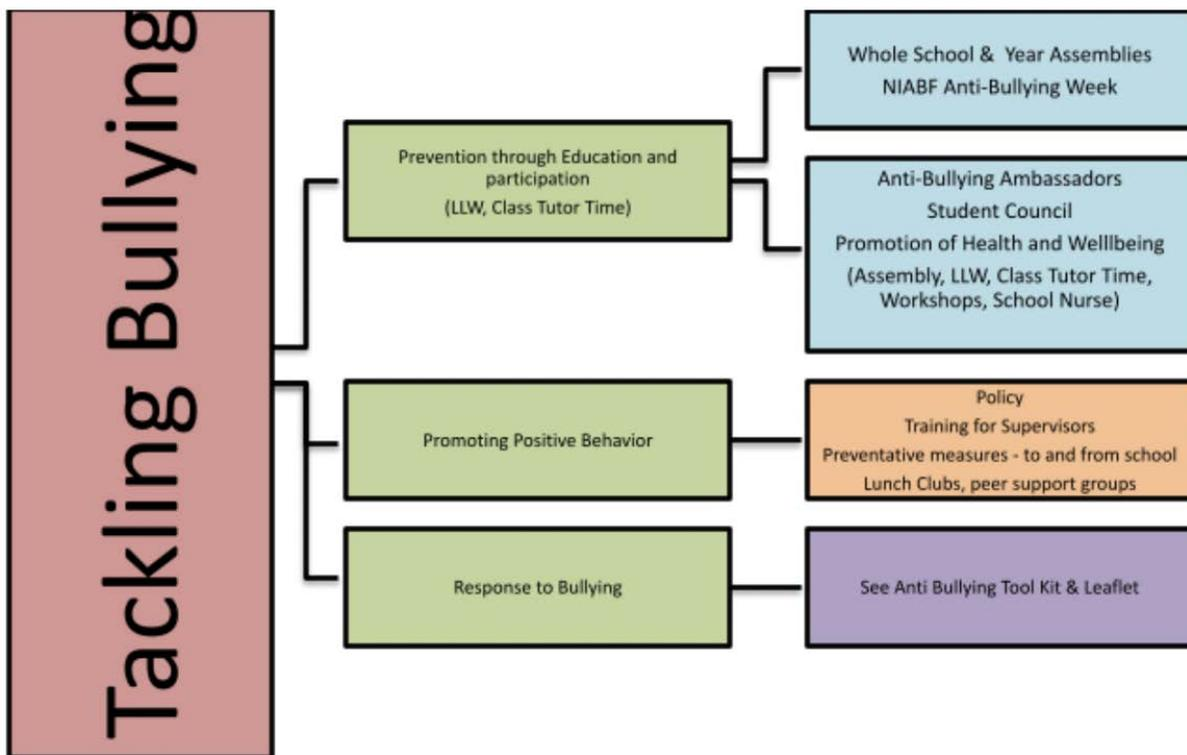 Tackling Bullying
Prevention through Education and
participation
(LLW, Class Tutor Time)
Whole School & Year Assemblies
NIABF Anti-Bullying Week
Anti-Bullying Ambassadors
Student Council
Promotion of Health and Welllbeing
(Assembly, LLW, Class Tutor Time,
Workshops, School Nurse)
Promoting Positive Behavior
Policy
Training for Supervisors
Preventative measures - to and from school
Lunch Clubs, peer support groups
Response to Bullying
See Anti Bullying Tool Kit & Leaflet